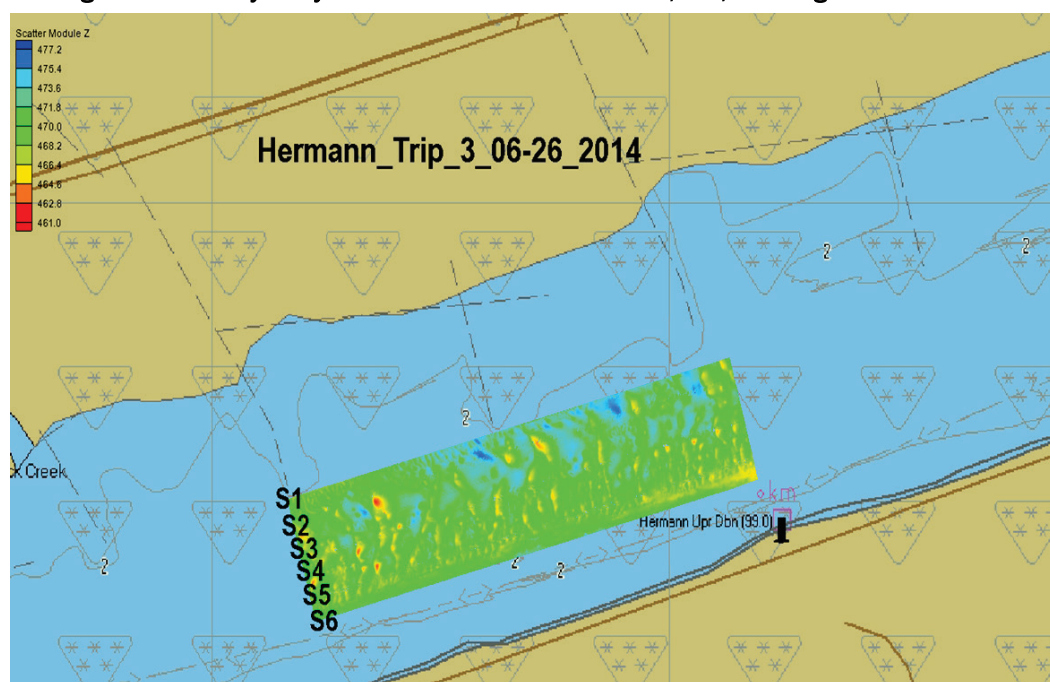 Scatter Module Z
477.2
475.4
473.6
471.8
470.0
468.2
466.4
464.6
462.8
461.0
Hermann_Trip_3_06-26_2014
2
2
2
Creek
S1
S2
S3
S4
S5
S6
2
2
2
Hermann Upr Dbn (99.0)